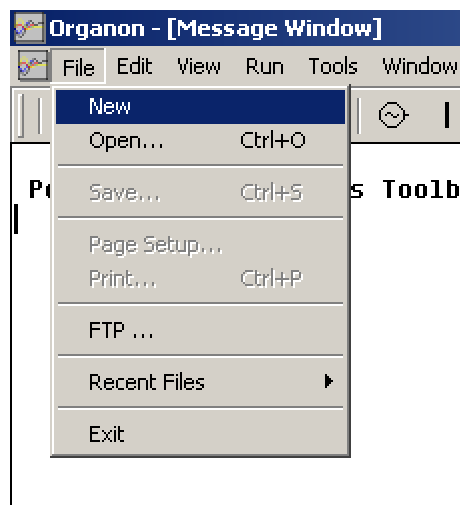 Organon - [Message Window]
File Edit View Run Tools Window
New
Open... Ctrl+O
Save... Ctrl+S
Page Setup...
Print... Ctrl+P
FTP ...
Recent Files
Exit